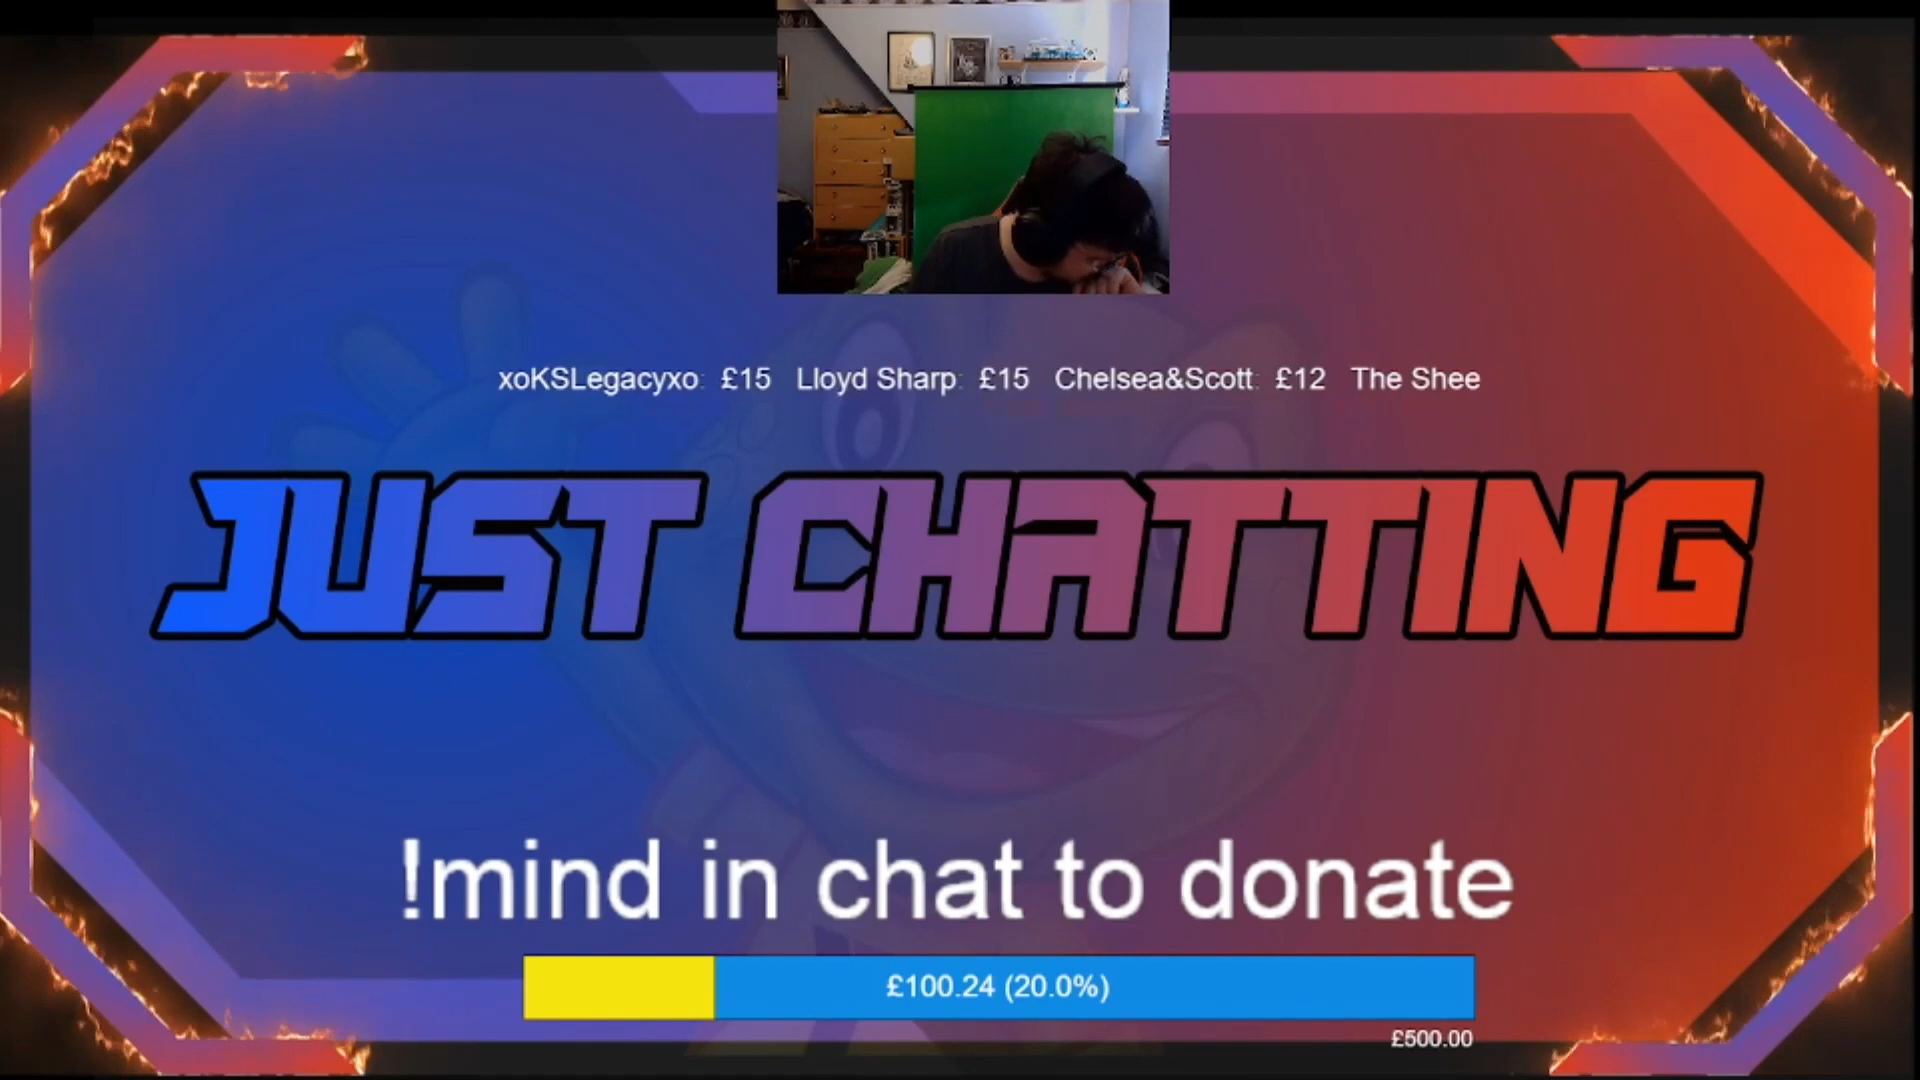 xoKSLegacyxo: £15 Lloyd Sharp: £15 Chelsea&Scott: £12 The Shee
JUST CHATTING
!mind in chat to donate
£100.24 (20.0%)
£500.00